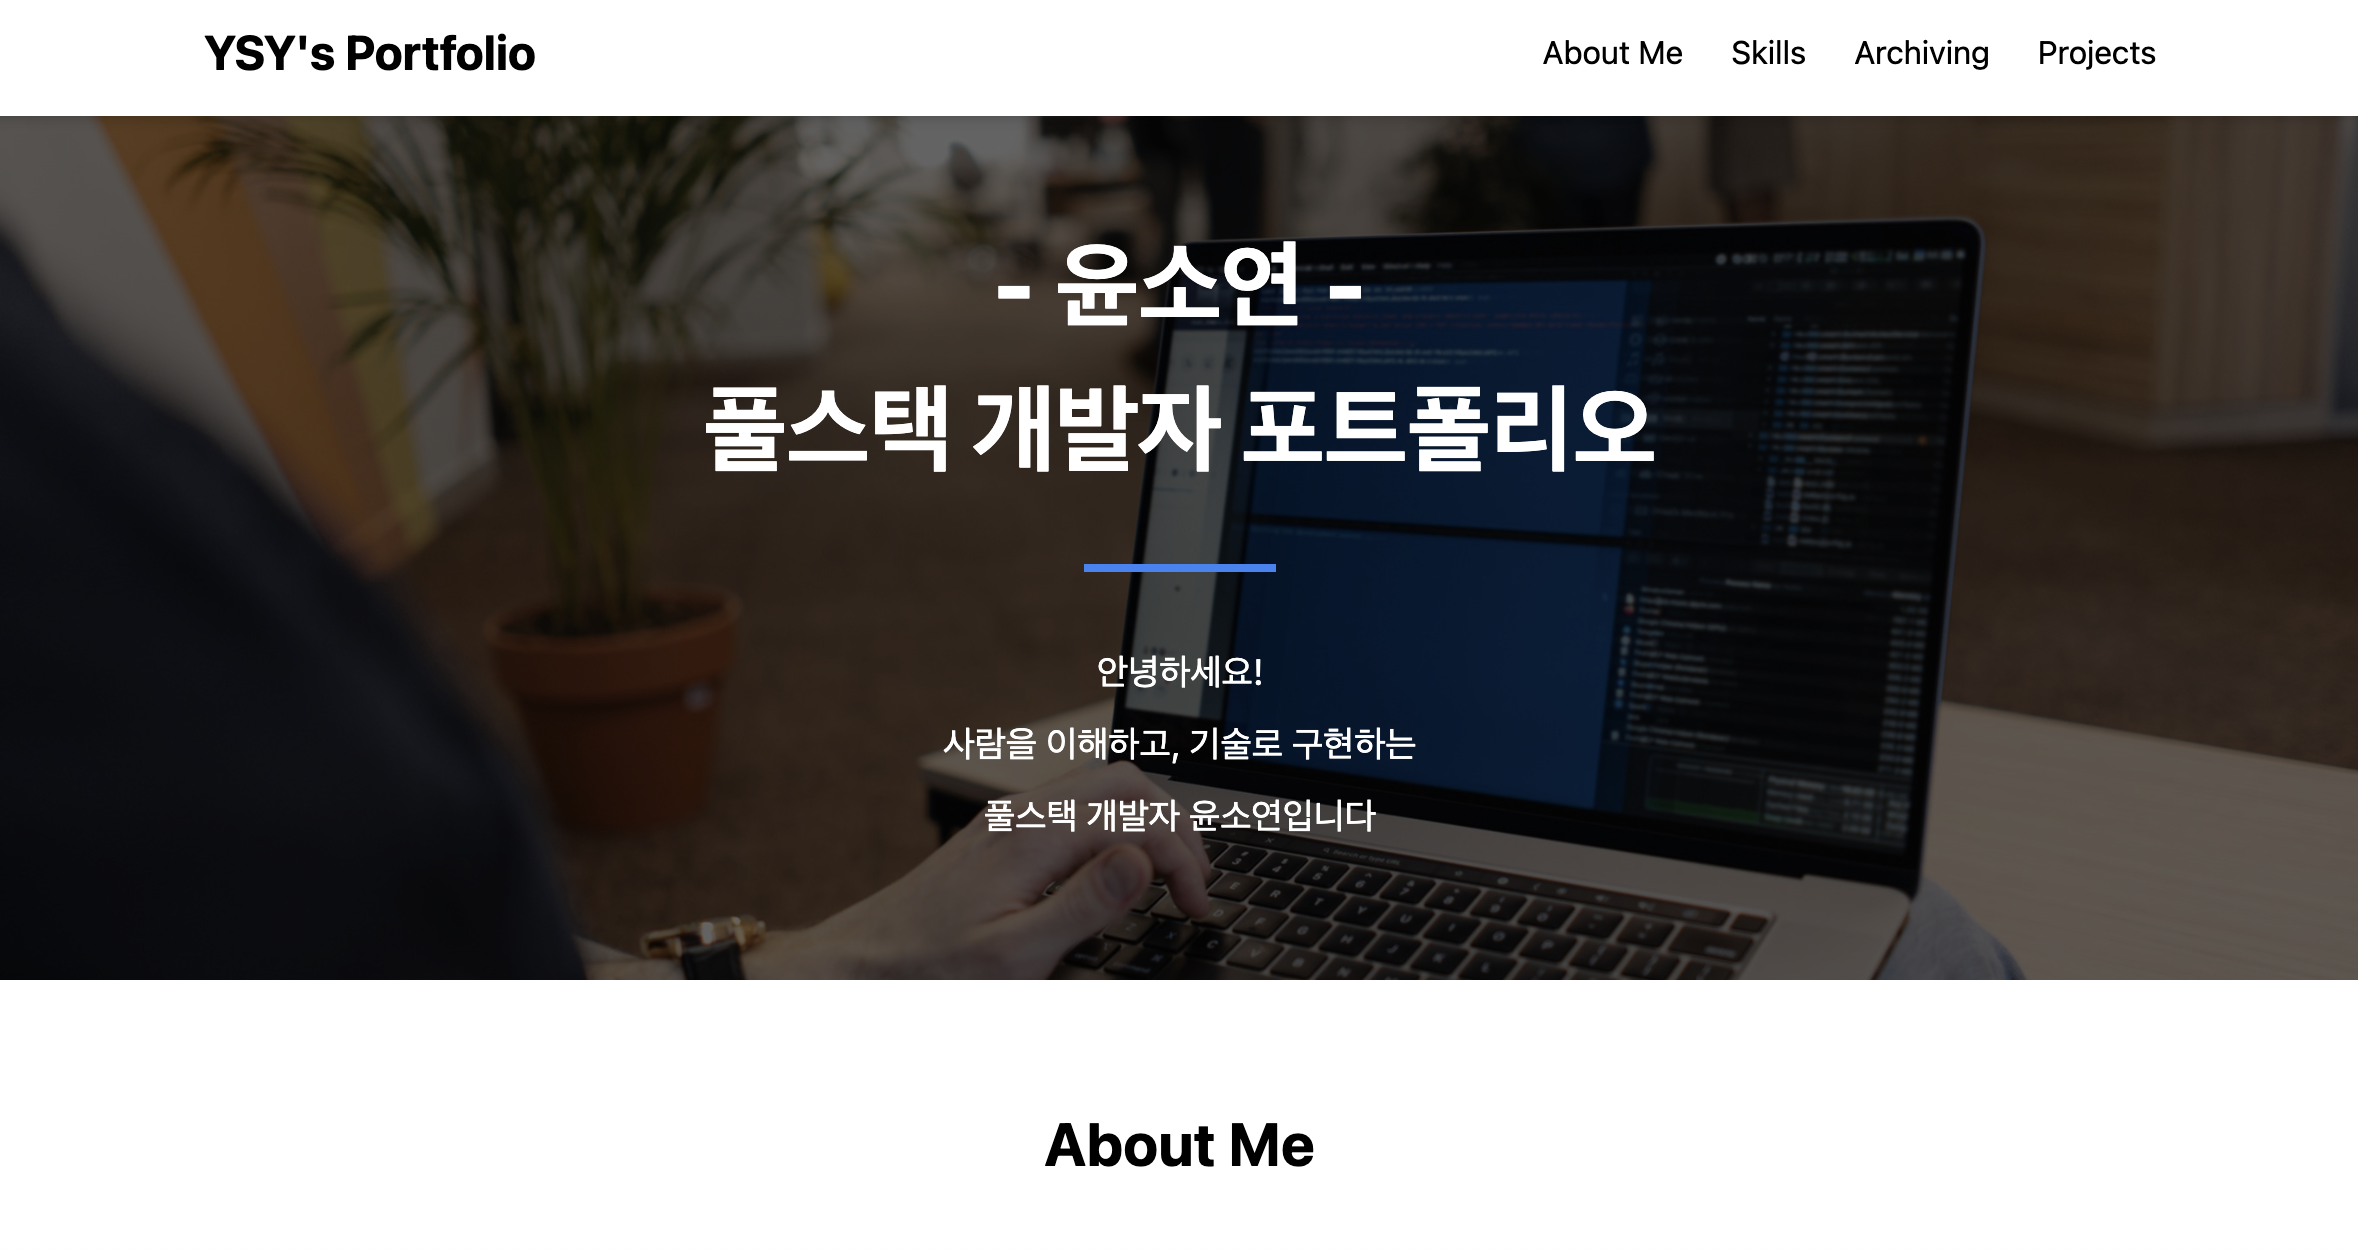 YSY's Portfolio
About Me Skills Archiving Projects
- 윤소연 -
풀스택 개발자 포트폴리오
안녕하세요!
사람을 이해하고, 기술로 구현하는
풀스택 개발자 윤소연입니다
About Me